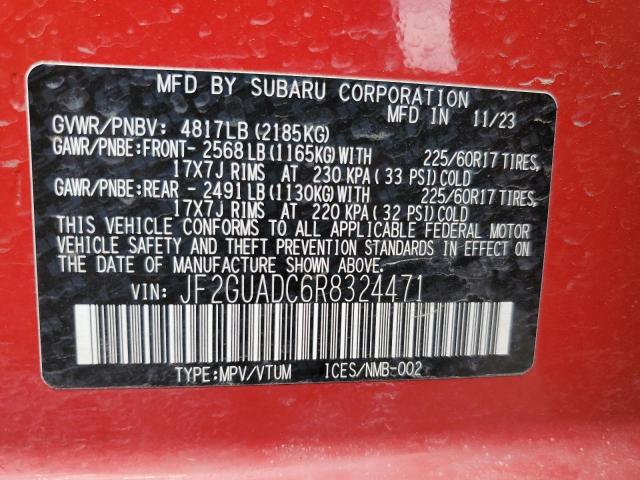 MFD BY SUBARU CORPORATION
MFD IN 11/23
GVWR/PNBV: 4817LB (2185KG)
GAWR/PNBE:FRONT- 2568 LB (1165KG) WITH 225/60R17 TIRES,
17X7J RIMS AT 230 KPA (33 PSI) COLD
GAWR/PNBE:REAR - 2491 LB (1130KG) WITH 225/60R17 TIRES,
17X7J RIMS AT 220 KPA ( 32 PSI) COLD
THIS VEHICLE CONFORMS TO ALL APPLICABLE FEDERAL MOTOR
VEHICLE SAFETY AND THEFT PREVENTION STANDARDS IN EFFECT ON
THE DATE OF MANUFACTURE SHOWN ABOVE.
VIN: JF2GUADC6R8324471
TYPE:MPV/VTUM ICES/NMB-002